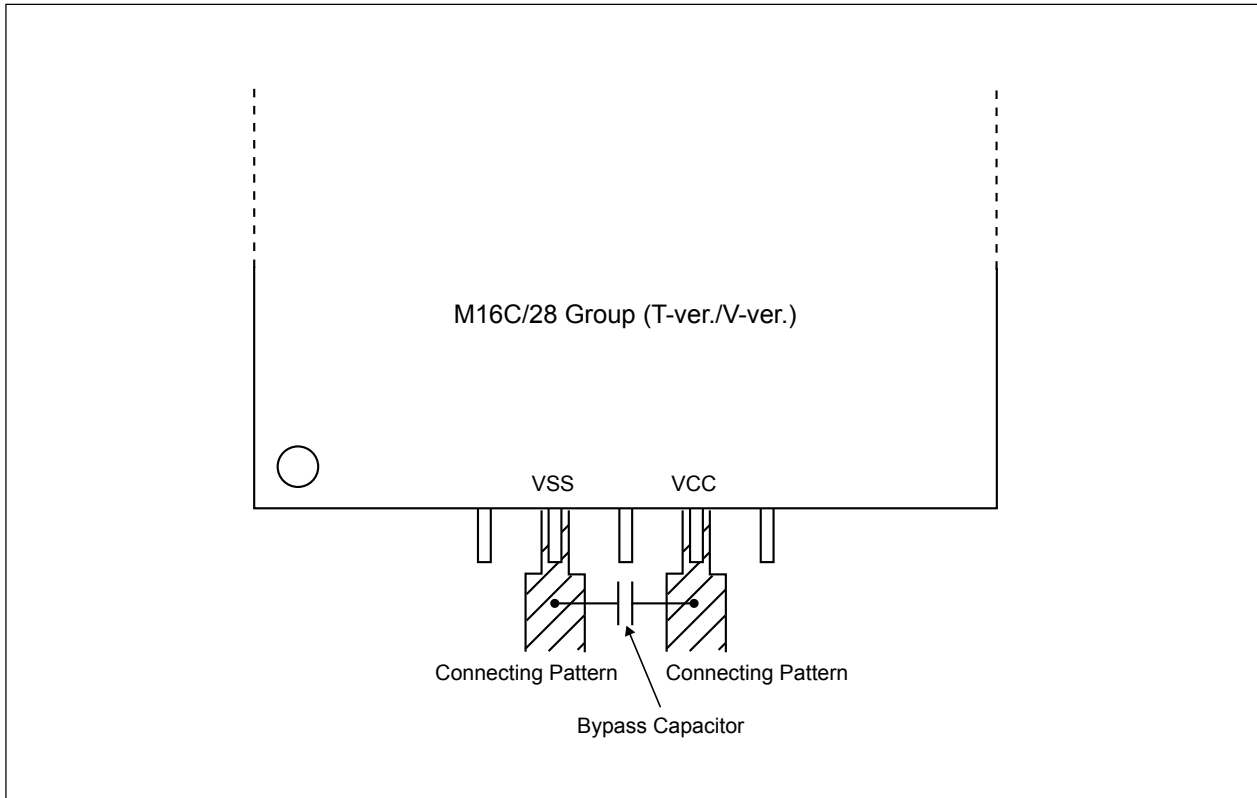 M16C/28 Group (T-ver./V-ver.)
VSS VCC
Connecting Pattern Connecting Pattern
Bypass Capacitor